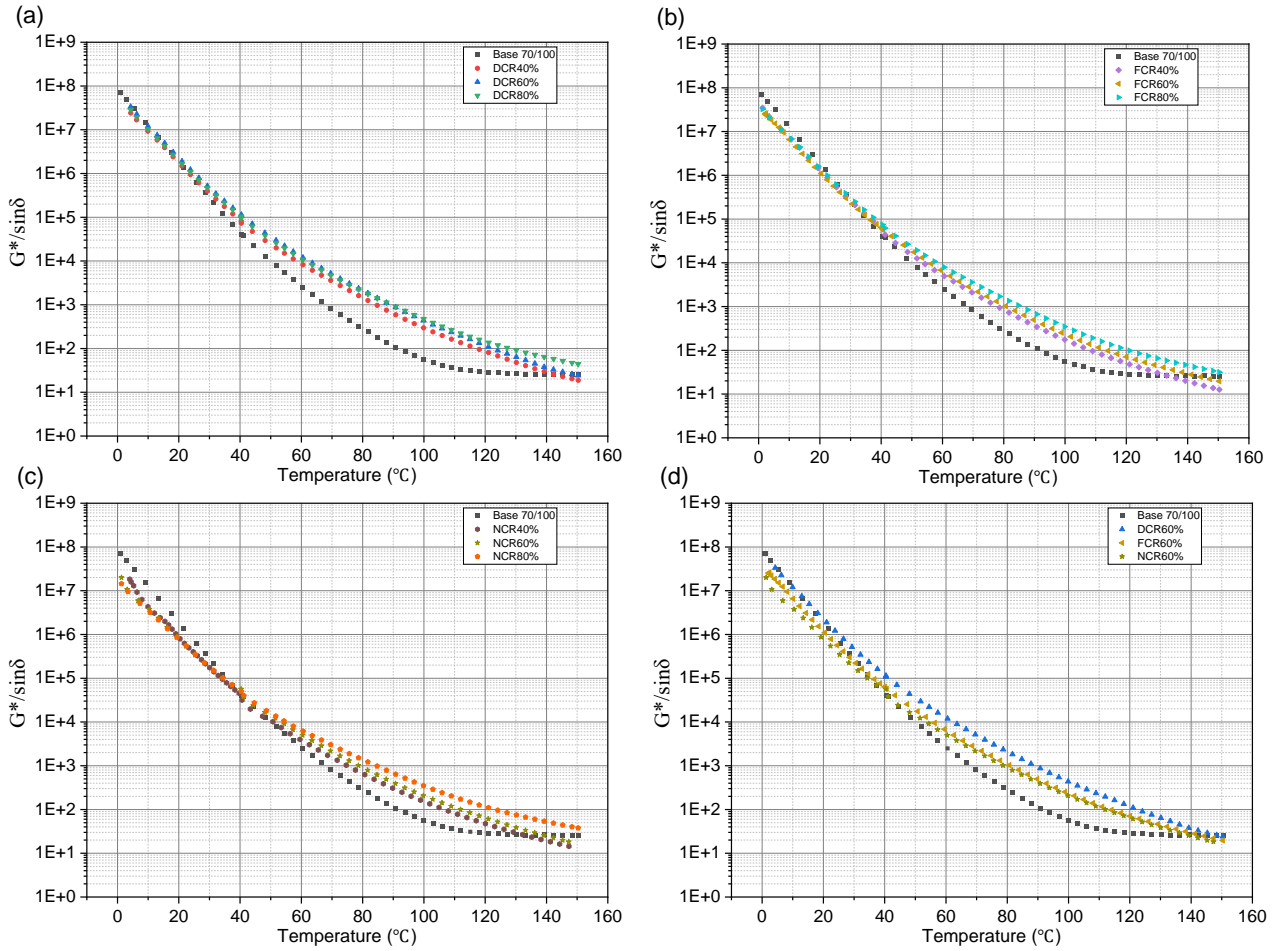 (a)
G*/sinδ
1E+9
1E+8
1E+7
1E+6
1E+5
1E+4
1E+3
1E+2
1E+1
1E+0
Base 70/100
DCR40%
DCR60%
DCR80%
0 20 40 60 80 100 120 140 160
Temperature (℃)
(b)
G*/sinδ
1E+9
1E+8
1E+7
1E+6
1E+5
1E+4
1E+3
1E+2
1E+1
1E+0
Base 70/100
FCR40%
FCR60%
FCR80%
0 20 40 60 80 100 120 140 160
Temperature (℃)
(c)
G*/sinδ
1E+9
1E+8
1E+7
1E+6
1E+5
1E+4
1E+3
1E+2
1E+1
1E+0
Base 70/100
NCR40%
NCR60%
NCR80%
0 20 40 60 80 100 120 140 160
Temperature (℃)
(d)
G*/sinδ
1E+9
1E+8
1E+7
1E+6
1E+5
1E+4
1E+3
1E+2
1E+1
1E+0
Base 70/100
DCR60%
FCR60%
NCR60%
0 20 40 60 80 100 120 140 160
Temperature (℃)